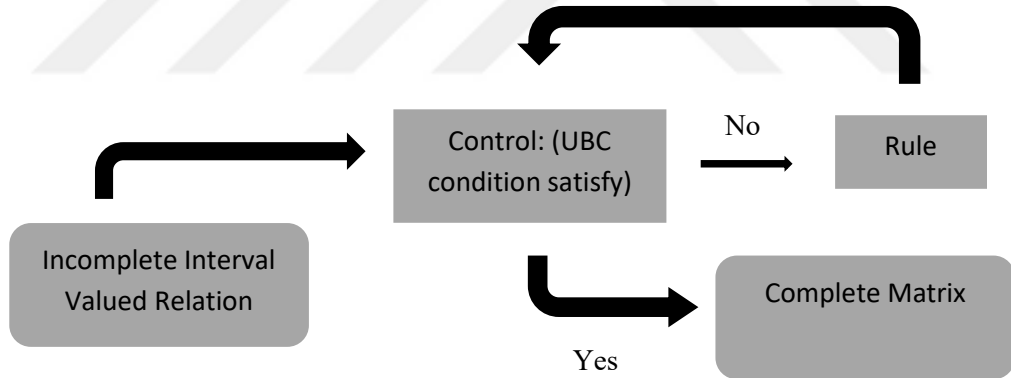 Control: (UBC
condition satisfy)
No
Rule
Incomplete Interval
Valued Relation
Complete Matrix
Yes